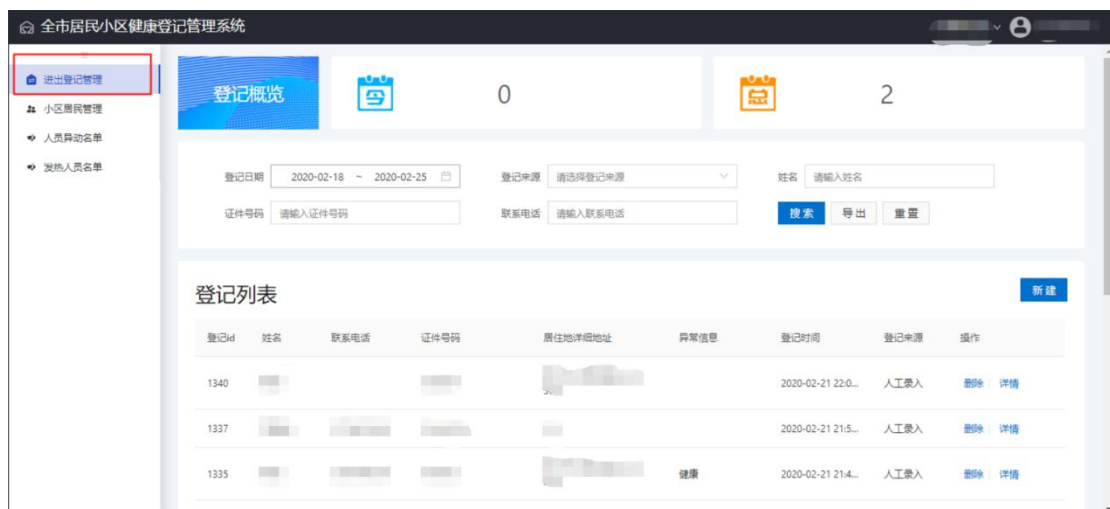 全市居民小区健康登记管理系统
进出登记管理
小区居民管理
人员异动名单
发热人员名单
登记概览
今
0
总
2
登记日期 2020-02-18 ~ 2020-02-25 登记来源 请选择登记来源 姓名 请输入姓名
证件号码 请输入证件号码 联系电话 请输入联系电话 搜索 导出 重置
登记列表 新建
登记id 姓名 联系电话 证件号码 居住地详细地址 异常信息 登记时间 登记来源 操作
1340 2020-02-21 22:0... 人工录入 删除 详情
1337 2020-02-21 21:5... 人工录入 删除 详情
1335 健康 2020-02-21 21:4... 人工录入 删除 详情